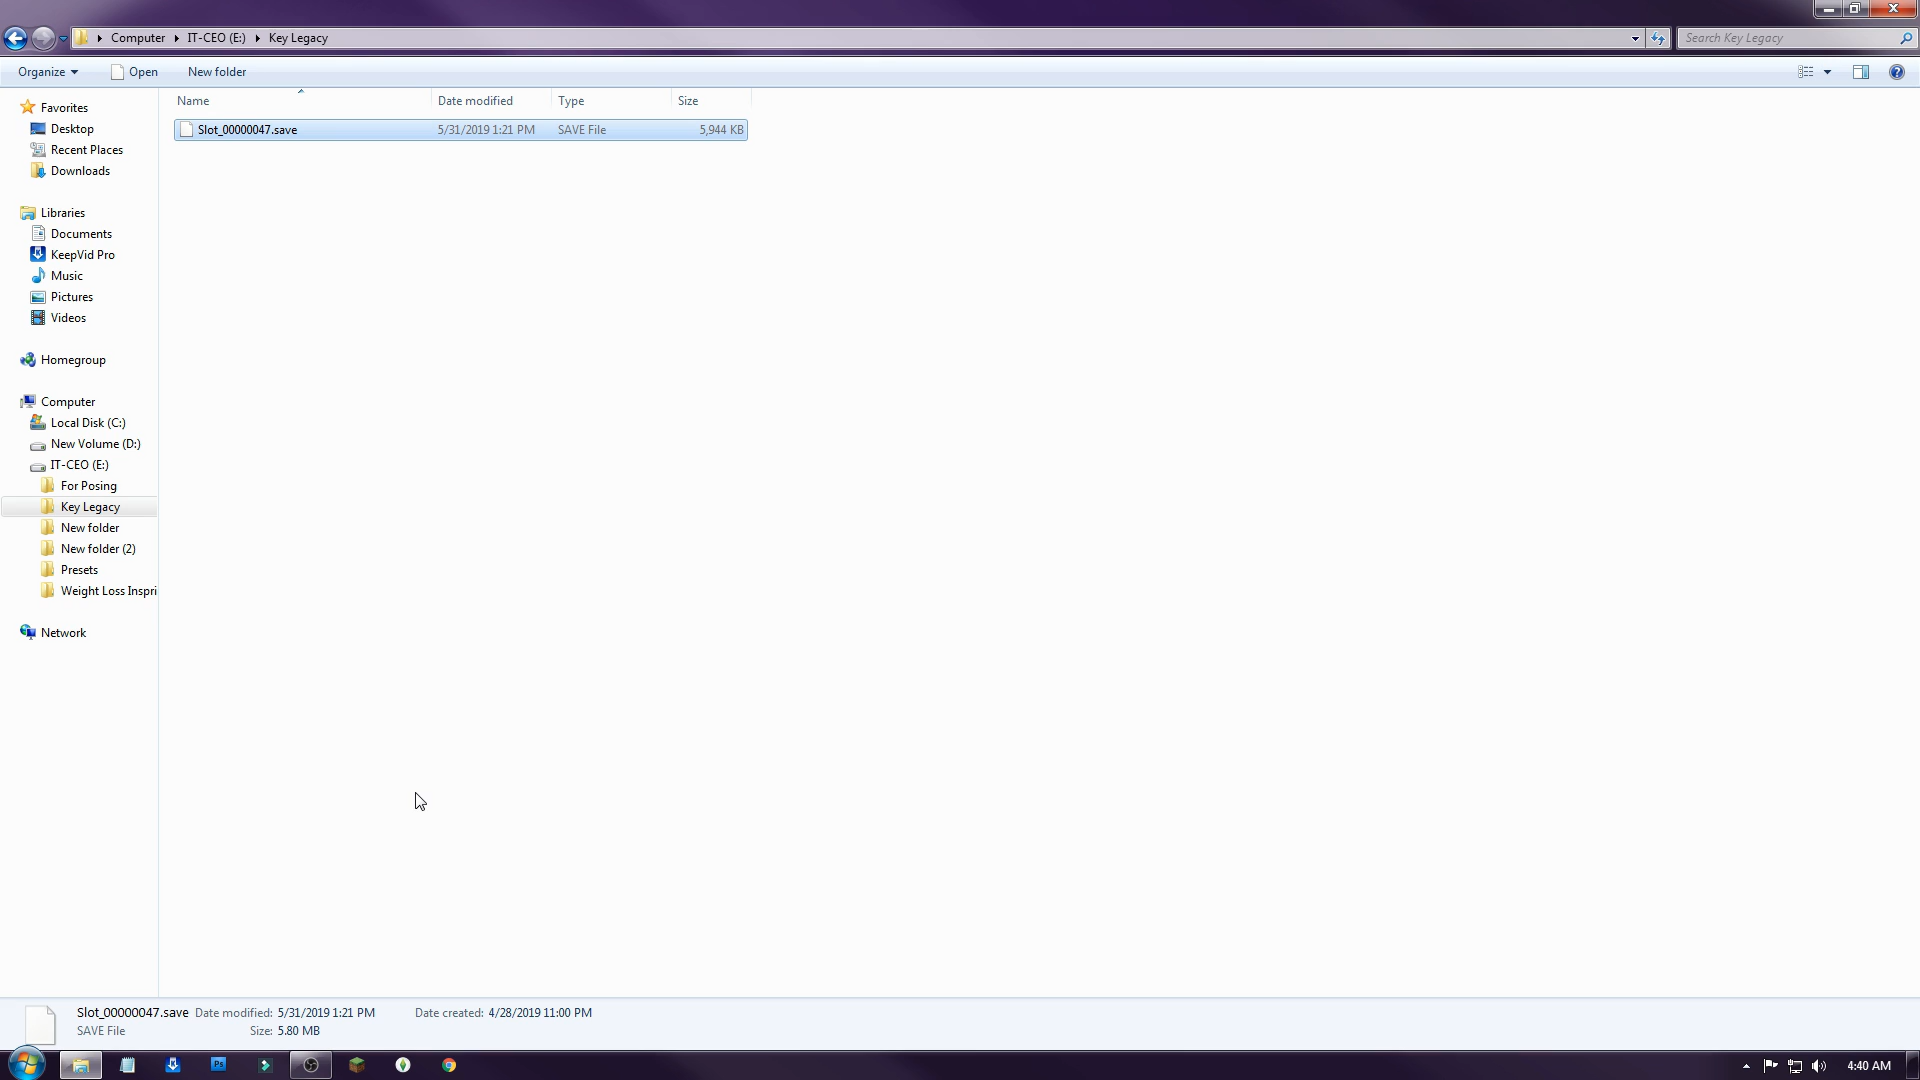 Computer IT-CEO (E:) Key Legacy
Search Key Legacy
Organize Open New folder
Name Date modified Type Size
Slot_00000047.save 5/31/2019 1:21 PM SAVE File 5,944 KB
Favorites
Desktop
Recent Places
Downloads
Libraries
Documents
KeepVid Pro
Music
Pictures
Videos
Homegroup
Computer
Local Disk (C:)
New Volume (D:)
IT-CEO (E:)
For Posing
Key Legacy
New folder
New folder (2)
Presets
Weight Loss Inspri
Network
Slot_00000047.save Date modified: 5/31/2019 1:21 PM Date created: 4/28/2019 11:00 PM
SAVE File Size: 5.80 MB
Ps
4:40 AM